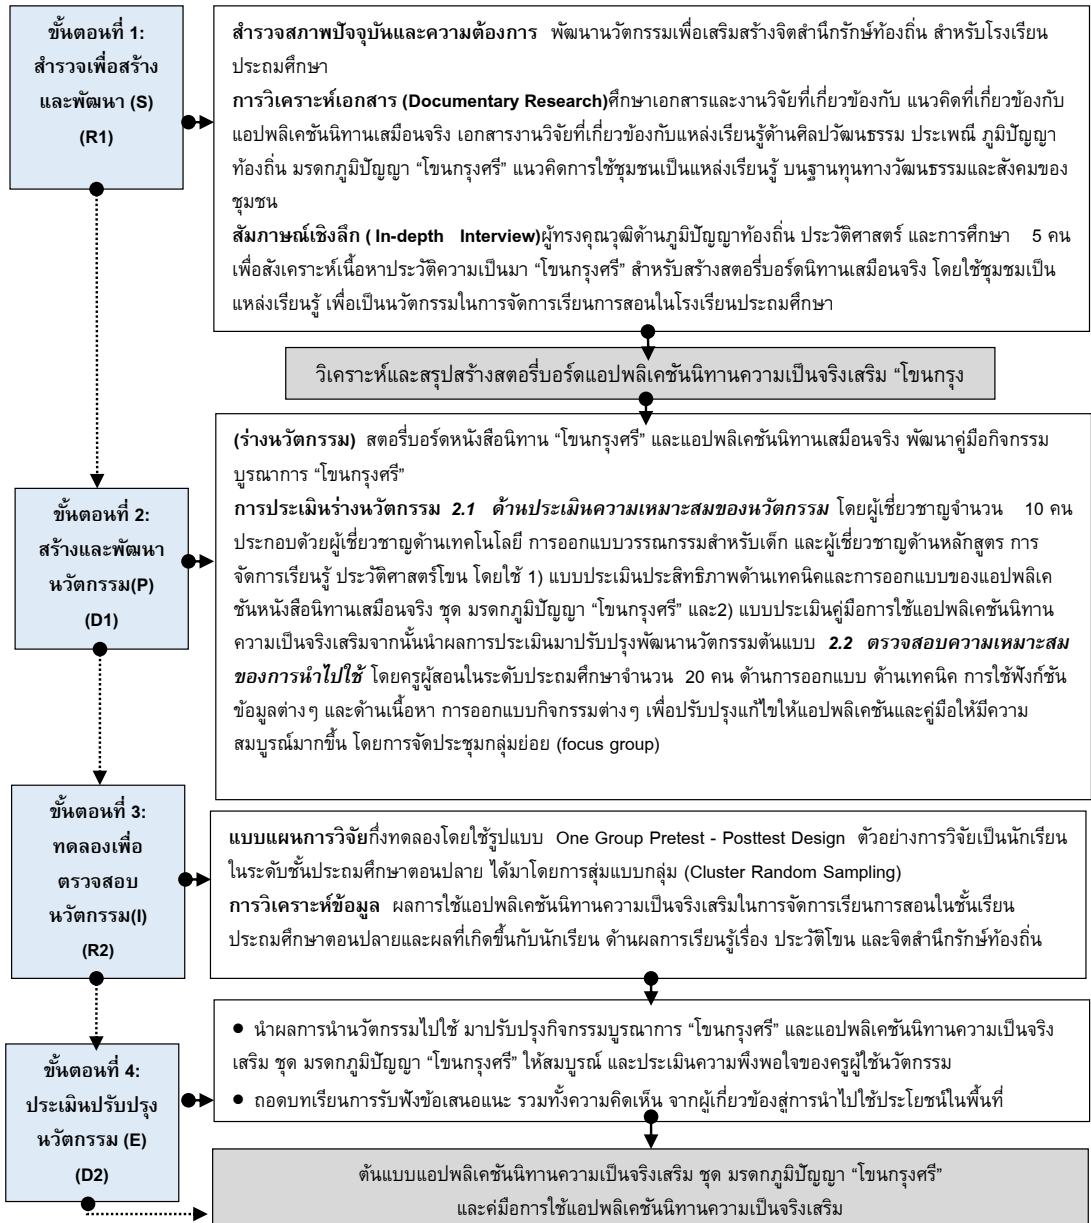 ขั้นตอนที่ 1:
สำรวจเพื่อสร้าง
และพัฒนา (S)
(R1)
สำรวจสภาพปัจจุบันและความต้องการ พัฒนานวัตกรรมเพื่อเสริมสร้างจิตสำนึกรักษ์ท้องถิ่น สำหรับโรงเรียน
ประถมศึกษา
การวิเคราะห์เอกสาร (Documentary Research)ศึกษาเอกสารและงานวิจัยที่เกี่ยวข้องกับ แนวคิดที่เกี่ยวข้องกับ
แอปพลิเคชันนิทานเสมือนจริง เอกสารงานวิจัยที่เกี่ยวข้องกับแหล่งเรียนรู้ด้านศิลปวัฒนธรรม ประเพณี ภูมิปัญญา
ท้องถิ่น มรดกภูมิปัญญา “โขนกรุงศรี” แนวคิดการใช้ชุมชนเป็นแหล่งเรียนรู้ บนฐานทุนทางวัฒนธรรมและสังคมของ
ชุมชน
สัมภาษณ์เชิงลึก ( In-depth Interview)ผู้ทรงคุณวุฒิด้านภูมิปัญญาท้องถิ่น ประวัติศาสตร์ และการศึกษา 5 คน
เพื่อสังเคราะห์เนื้อหาประวัติความเป็นมา “โขนกรุงศรี” สำหรับสร้างสตอรี่บอร์ดนิทานเสมือนจริง โดยใช้ชุมชมเป็น
แหล่งเรียนรู้ เพื่อเป็นนวัตกรรมในการจัดการเรียนการสอนในโรงเรียนประถมศึกษา
วิเคราะห์และสรุปสร้างสตอรี่บอร์ดแอปพลิเคชันนิทานความเป็นจริงเสริม “โขนกรุง
ขั้นตอนที่ 2:
สร้างและพัฒนา
นวัตกรรม(P)
(D1)
(ร่างนวัตกรรม) สตอรี่บอร์ดหนังสือนิทาน “โขนกรุงศรี” และแอปพลิเคชันนิทานเสมือนจริง พัฒนาคู่มือกิจกรรม
บูรณาการ “โขนกรุงศรี”
การประเมินร่างนวัตกรรม 2.1 ด้านประเมินความเหมาะสมของนวัตกรรม โดยผู้เชี่ยวชาญจำนวน 10 คน
ประกอบด้วยผู้เชี่ยวชาญด้านเทคโนโลยี การออกแบบวรรณกรรมสำหรับเด็ก และผู้เชี่ยวชาญด้านหลักสูตร การ
จัดการเรียนรู้ ประวัติศาสตร์โขน โดยใช้ 1) แบบประเมินประสิทธิภาพด้านเทคนิคและการออกแบบของแอปพลิเค
ชันหนังสือนิทานเสมือนจริง ชุด มรดกภูมิปัญญา “โขนกรุงศรี” และ2) แบบประเมินคู่มือการใช้แอปพลิเคชันนิทาน
ความเป็นจริงเสริมจากนั้นนำผลการประเมินมาปรับปรุงพัฒนานวัตกรรมต้นแบบ 2.2 ตรวจสอบความเหมาะสม
ของการนำไปใช้ โดยครูผู้สอนในระดับประถมศึกษาจำนวน 20 คน ด้านการออกแบบ ด้านเทคนิค การใช้ฟังก์ชัน
ข้อมูลต่างๆ และด้านเนื้อหา การออกแบบกิจกรรมต่างๆ เพื่อปรับปรุงแก้ไขให้แอปพลิเคชันและคู่มือให้มีความ
สมบูรณ์มากขึ้น โดยการจัดประชุมกลุ่มย่อย (focus group)
ขั้นตอนที่ 3:
ทดลองเพื่อ
ตรวจสอบ
นวัตกรรม(I)
(R2)
แบบแผนการวิจัยกึ่งทดลองโดยใช้รูปแบบ One Group Pretest - Posttest Design ตัวอย่างการวิจัยเป็นนักเรียน
ในระดับชั้นประถมศึกษาตอนปลาย ได้มาโดยการสุ่มแบบกลุ่ม (Cluster Random Sampling)
การวิเคราะห์ข้อมูล ผลการใช้แอปพลิเคชันนิทานความเป็นจริงเสริมในการจัดการเรียนการสอนในชั้นเรียน
ประถมศึกษาตอนปลายและผลที่เกิดขึ้นกับนักเรียน ด้านผลการเรียนรู้เรื่อง ประวัติโขน และจิตสำนึกรักษ์ท้องถิ่น
ขั้นตอนที่ 4:
ประเมินปรับปรุง
นวัตกรรม (E)
(D2)
● นำผลการนำนวัตกรรมไปใช้ มาปรับปรุงกิจกรรมบูรณาการ “โขนกรุงศรี” และแอปพลิเคชันนิทานความเป็นจริง
เสริม ชุด มรดกภูมิปัญญา “โขนกรุงศรี” ให้สมบูรณ์ และประเมินความพึงพอใจของครูผู้ใช้นวัตกรรม
● ถอดบทเรียนการรับฟังข้อเสนอแนะ รวมทั้งความคิดเห็น จากผู้เกี่ยวข้องสู่การนำไปใช้ประโยชน์ในพื้นที่
ต้นแบบแอปพลิเคชันนิทานความเป็นจริงเสริม ชุด มรดกภูมิปัญญา “โขนกรุงศรี”
และคู่มือการใช้แอปพลิเคชันนิทานความเป็นจริงเสริม